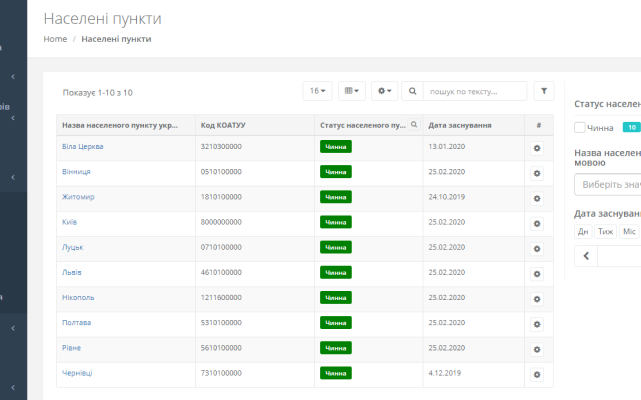 Населені пункти
Home / Населені пункти
Показує 1-10 з 10
16
пошук по тексту...
Назва населеного пункту укр... Код КОАТУУ Статус населеного пу... Дата заснування #
Біла Церква 3210300000 Чинна 13.01.2020
Вінниця 0510100000 Чинна 25.02.2020
Житомир 1810100000 Чинна 24.10.2019
Київ 8000000000 Чинна 25.02.2020
Луцьк 0710100000 Чинна 25.02.2020
Львів 4610100000 Чинна 25.02.2020
Нікополь 1211600000 Чинна 25.02.2020
Полтава 5310100000 Чинна 25.02.2020
Рівне 5610100000 Чинна 25.02.2020
Чернівці 7310100000 Чинна 4.12.2019
Статус населен
Чинна 10
Назва населен
мовою
Виберіть знач
Дата заснуван
Дн Тиж Міс